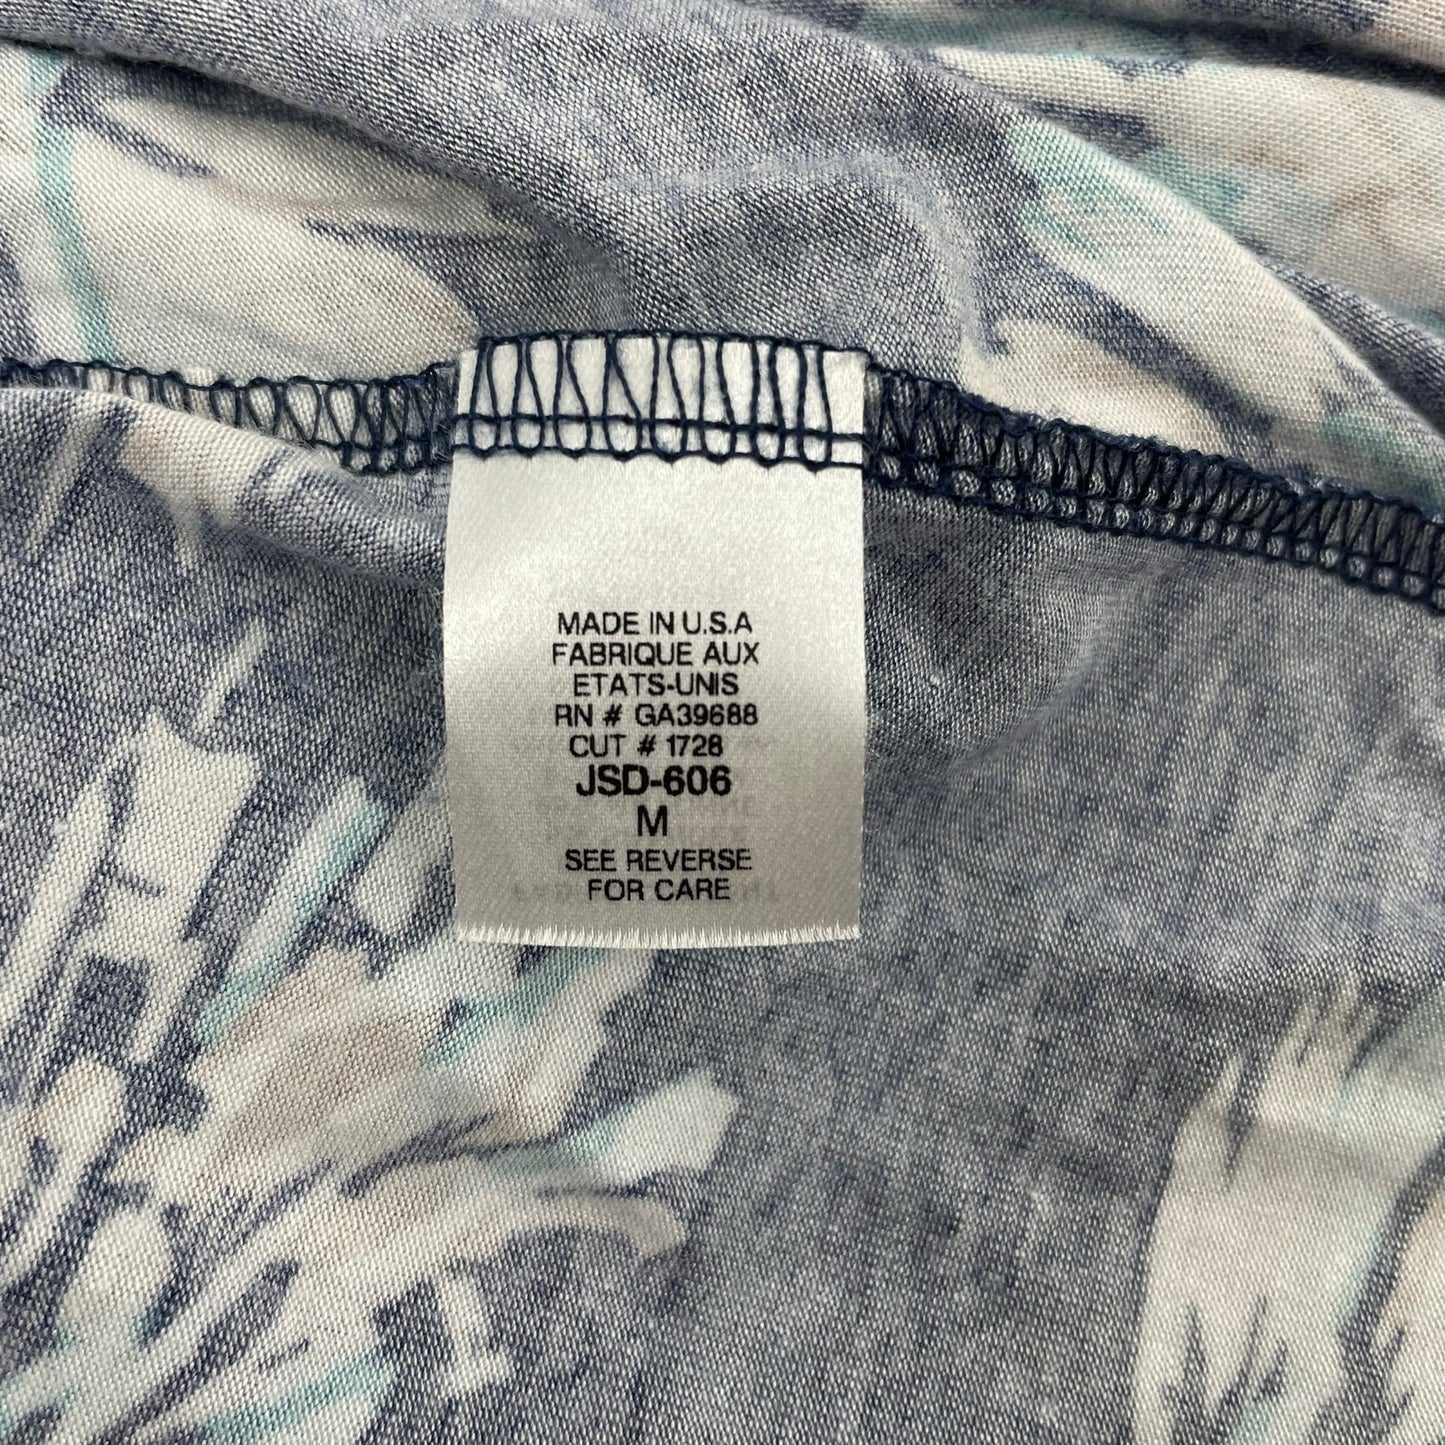 MADE IN U.S.A
FABRIQUE AUX
ETATS-UNIS
RN # GA39688
CUT # 1728
JSD-606
M
SEE REVERSE
FOR CARE